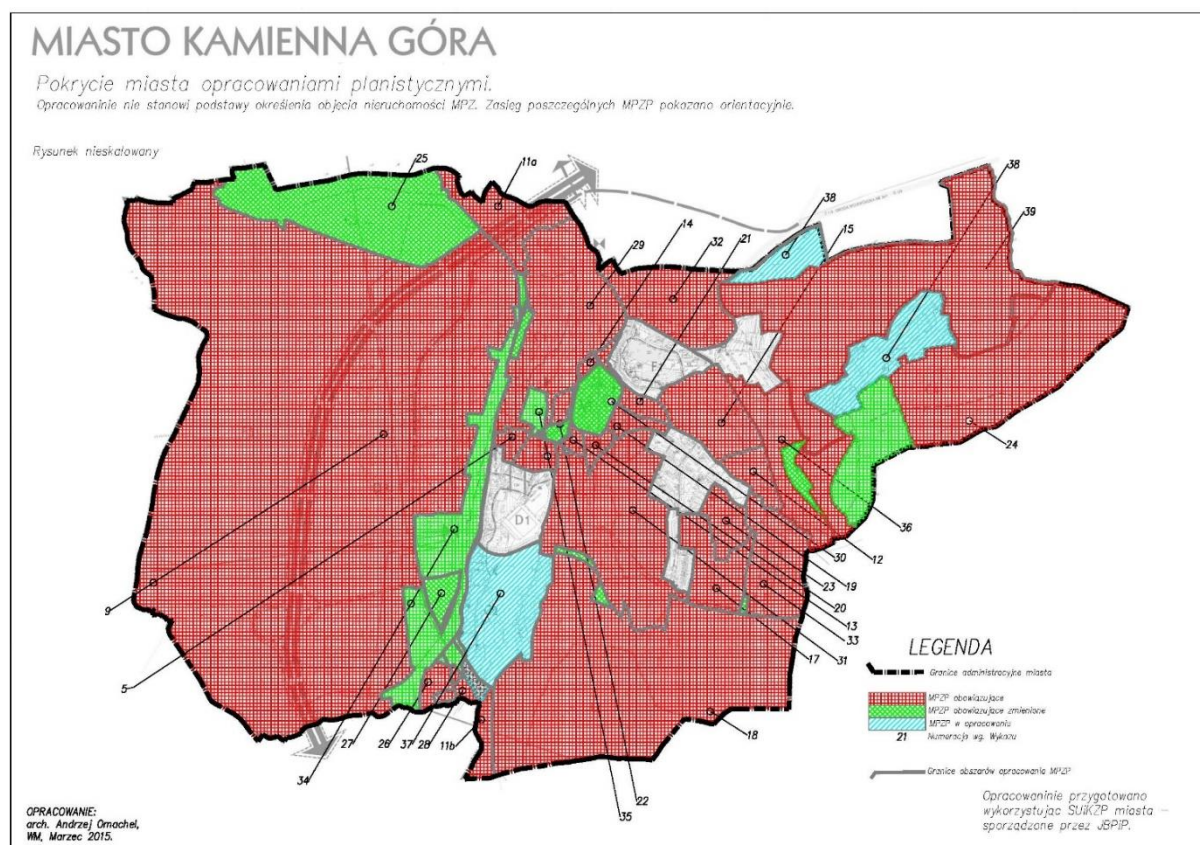 MIASTO KAMIENNA GÓRA
Pokrycie miasta opracowaniami planistycznymi.
Opracowaninie nie stanowi podstawy określenia objęcia nieruchomości MPZ. Zasięg poszczególnych MPZP pokazano orientacyjnie.
Rysunek nieskalowany
25
11a
38
38
14
29
32
21
15
39
24
36
12
30
19
23
20
13
33
31
17
18
9
5
34
27
26
37
28
11b
22
35
D1
LEGENDA
Granice administracyjne miasta
MPZP obowiązujące
MPZP obowiązujące zmienione
MPZP w opracowaniu
21 Numeracja wg. Wykazu
Granice obszarów opracowania MPZP
Opracowaninie przygotowano
wykorzystując SUiKZP miasta –
sporządzone przez JBPiP.
OPRACOWANIE:
arch. Andrzej Omachel,
WM, Marzec 2015.